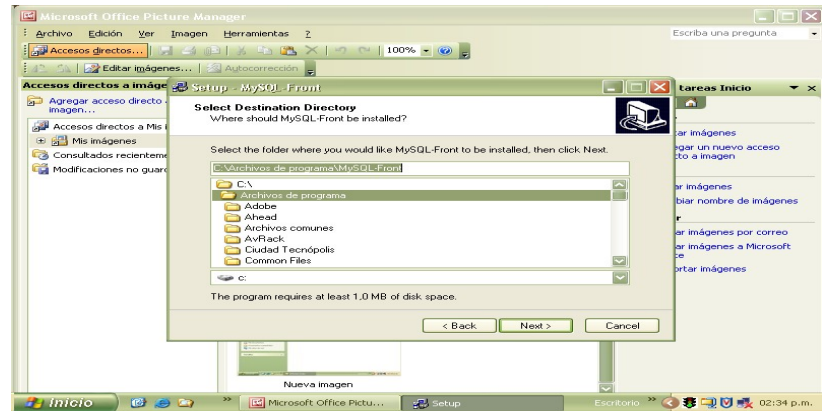 Microsoft Office Picture Manager
Archivo Edición Ver Imagen Herramientas ?
Escriba una pregunta
Accesos directos...
100%
Editar imágenes...
Autocorrección
Accesos directos a imáge
tareas Inicio
Agregar acceso directo
imagen...
Accesos directos a Mis i
Mis imágenes
Consultados recienteme
Modificaciones no guard
Setup - MySQL-Front
Select Destination Directory
Where should MySQL-Front be installed?
Select the folder where you would like MySQL-Front to be installed, then click Next.
C:\Archivos de programa\MySQL-Front
C:\
Archivos de programa
Adobe
Ahead
Archivos comunes
AvRack
Ciudad Tecnópolis
Common Files
c:
The program requires at least 1,0 MB of disk space.
< Back
Next >
Cancel
ar imágenes
egar un nuevo acceso
cto a imagen
ar imágenes
biar nombre de imágenes
r
ar imágenes por correo
ar imágenes a Microsoft
ce
ortar imágenes
Nueva imagen
Inicio
Microsoft Office Pictu...
Setup
Escritorio
02:34 p.m.